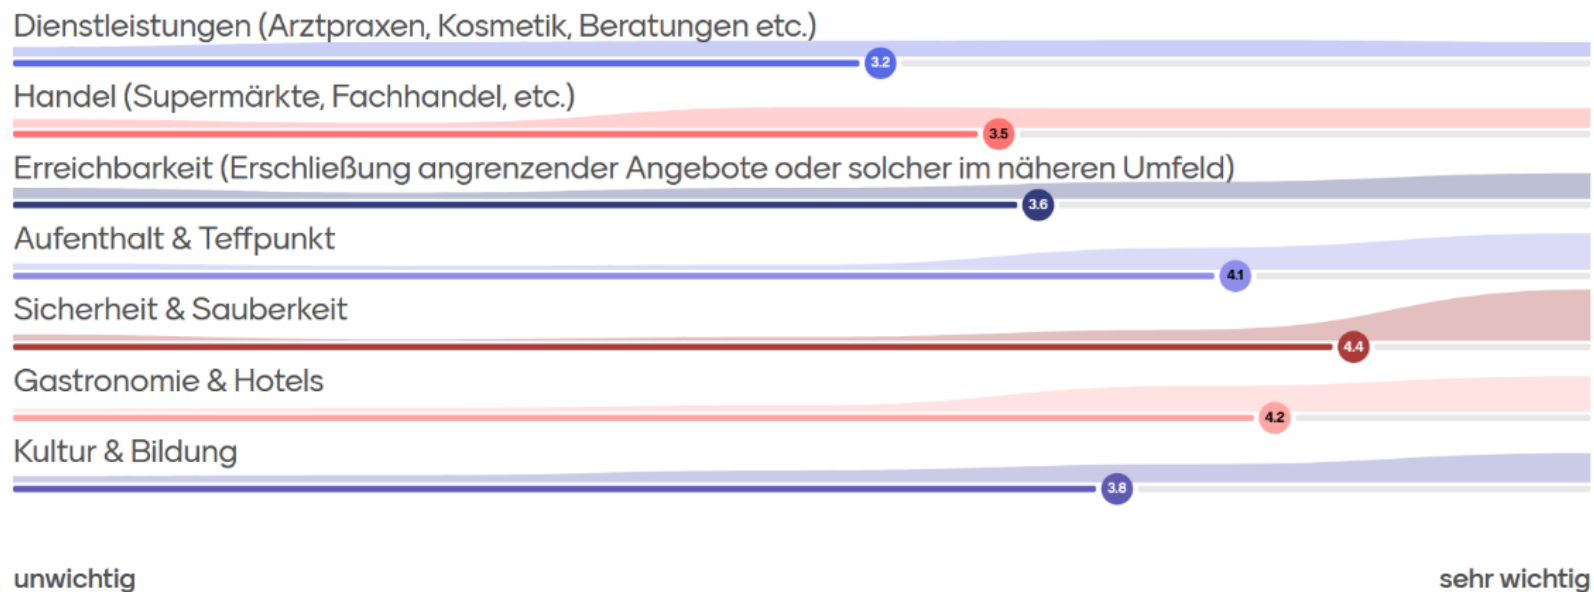 Dienstleistungen (Arztpraxen, Kosmetik, Beratungen etc.)
3.2
Handel (Supermärkte, Fachhandel, etc.)
3.5
Erreichbarkeit (Erschließung angrenzender Angebote oder solcher im näheren Umfeld)
3.6
Aufenthalt & Teffpunkt
4.1
Sicherheit & Sauberkeit
4.4
Gastronomie & Hotels
4.2
Kultur & Bildung
3.8
unwichtig sehr wichtig